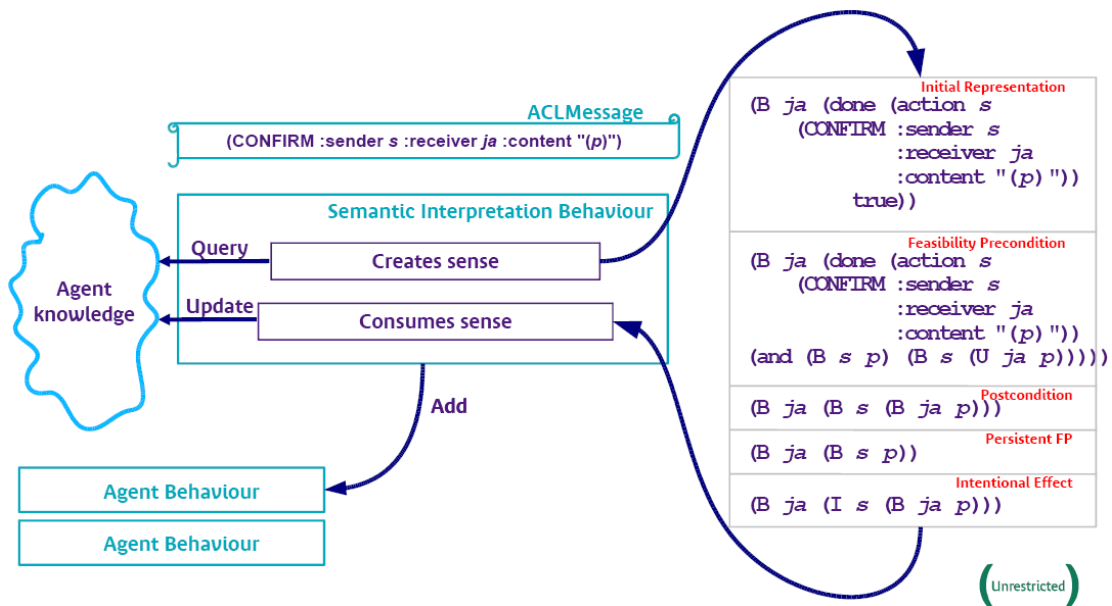 ACLMessage
(CONFIRM :sender s :receiver ja :content "(p)")
Semantic Interpretation Behaviour
Query
Creates sense
Agent
knowledge
Update
Consumes sense
Add
Agent Behaviour
Agent Behaviour
Initial Representation
(B ja (done (action s
(CONFIRM :sender s
:receiver ja
:content "(p)"))
true))
Feasibility Precondition
(B ja (done (action s
(CONFIRM :sender s
:receiver ja
:content "(p)"))
(and (B s p) (B s (U ja p)))))
Postcondition
(B ja (B s (B ja p)))
Persistent FP
(B ja (B s p))
Intentional Effect
(B ja (I s (B ja p)))
(Unrestricted)